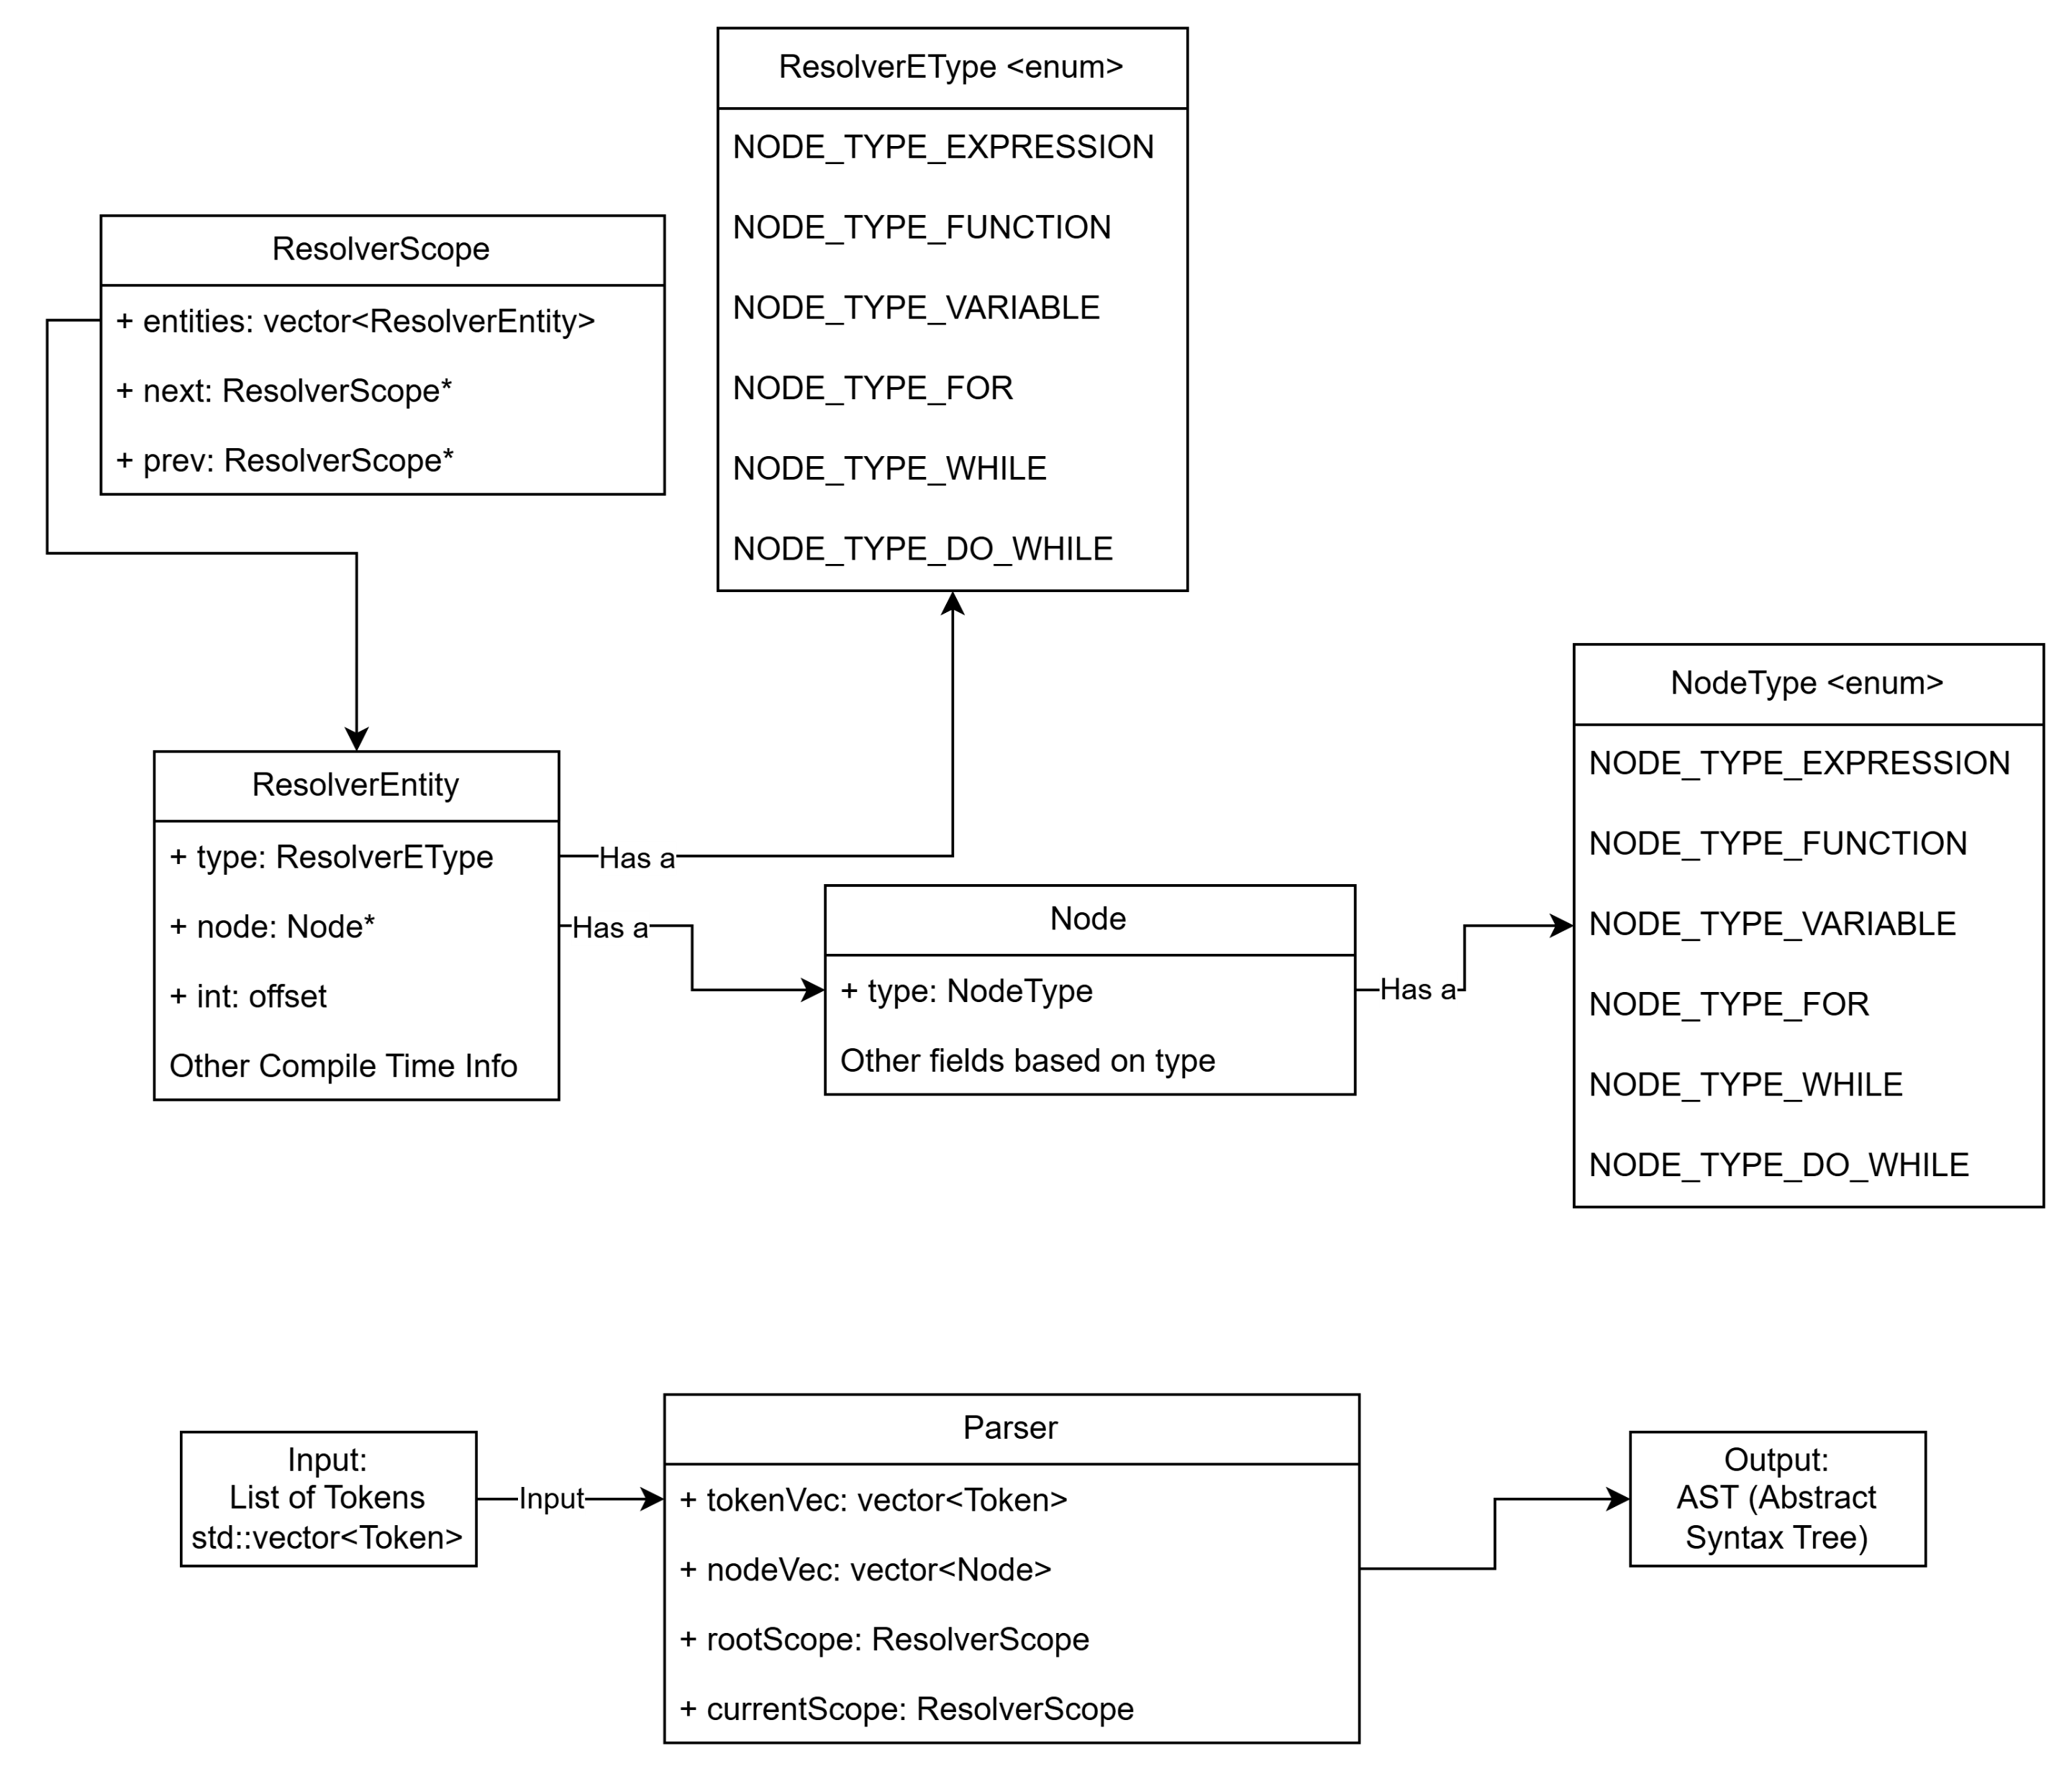 ResolverEType <enum>
NODE_TYPE_EXPRESSION
NODE_TYPE_FUNCTION
NODE_TYPE_VARIABLE
NODE_TYPE_FOR
NODE_TYPE_WHILE
NODE_TYPE_DO_WHILE
ResolverScope
+ entities: vector<ResolverEntity>
+ next: ResolverScope*
+ prev: ResolverScope*
ResolverEntity
+ type: ResolverEType
+ node: Node*
+ int: offset
Other Compile Time Info
Has a
Has a
Node
+ type: NodeType
Other fields based on type
Has a
NodeType <enum>
NODE_TYPE_EXPRESSION
NODE_TYPE_FUNCTION
NODE_TYPE_VARIABLE
NODE_TYPE_FOR
NODE_TYPE_WHILE
NODE_TYPE_DO_WHILE
Input:
List of Tokens
std::vector<Token>
Input
Parser
+ tokenVec: vector<Token>
+ nodeVec: vector<Node>
+ rootScope: ResolverScope
+ currentScope: ResolverScope
Output:
AST (Abstract
Syntax Tree)